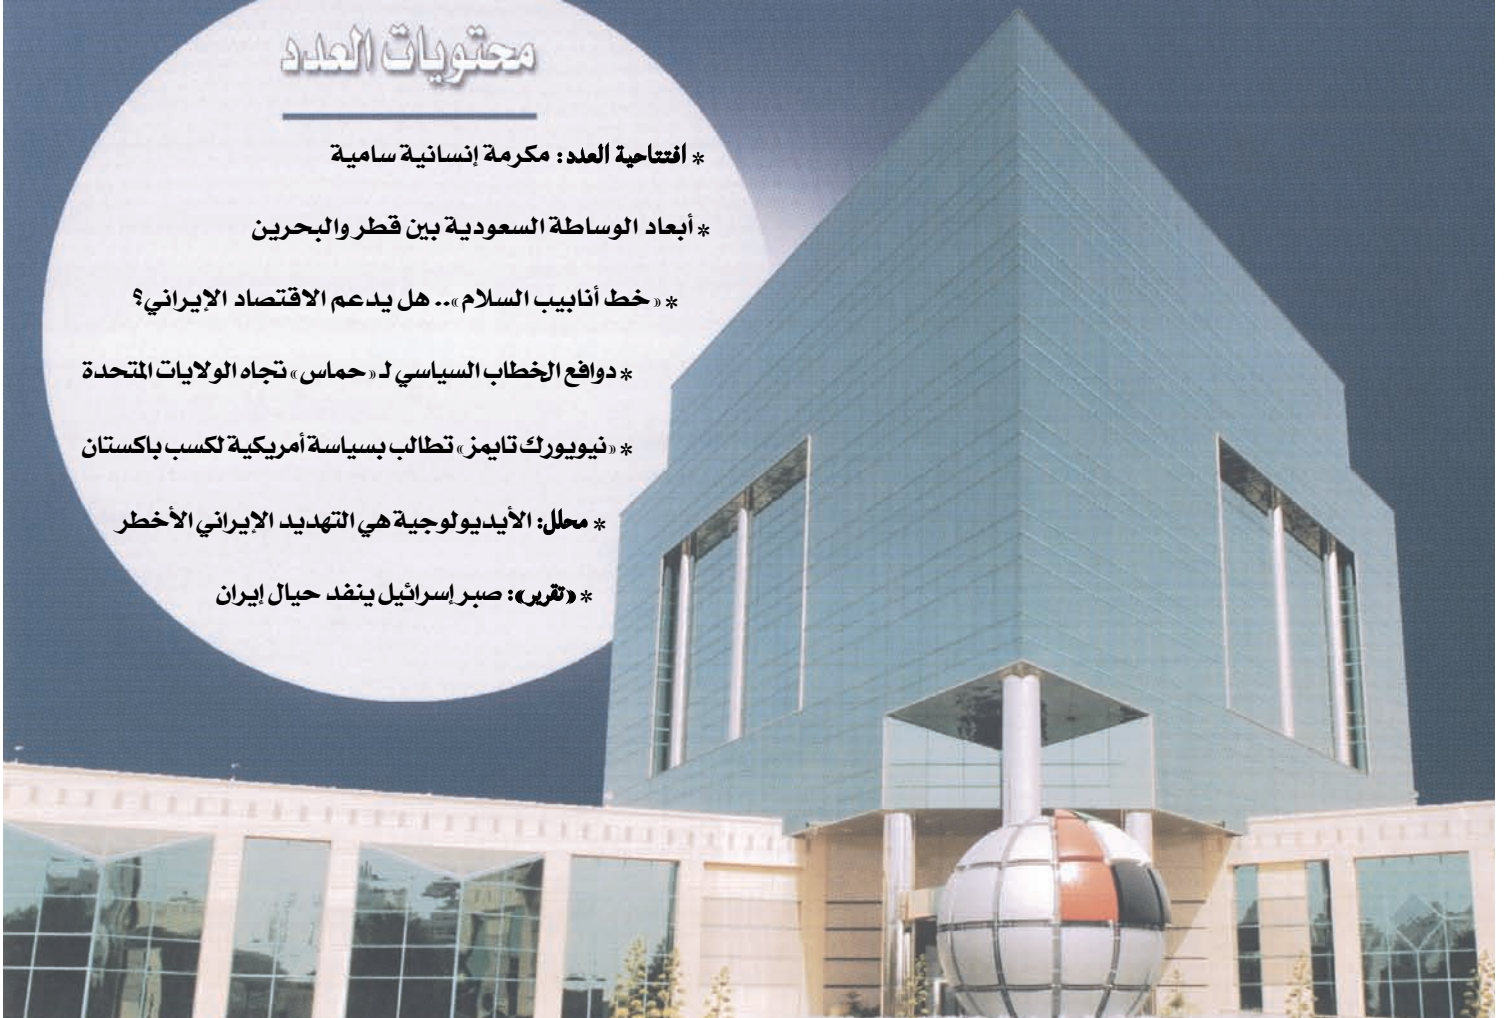 محتويات العدد
* افتتاحية العدد: مكرمة إنسانية سامية
* أبعاد الوساطة السعودية بين قطر والبحرين
* «خط أنابيب السلام».. هل يدعم الاقتصاد الإيراني؟
* دوافع الخطاب السياسي لـ «حماس» تجاه الولايات المتحدة
* «نيويورك تايمز» تطالب بسياسة أمريكية لكسب باكستان
* محلل: الأيديولوجية هي التهديد الإيراني الأخطر
* «تقرير»: صبر إسرائيل ينفد حيال إيران